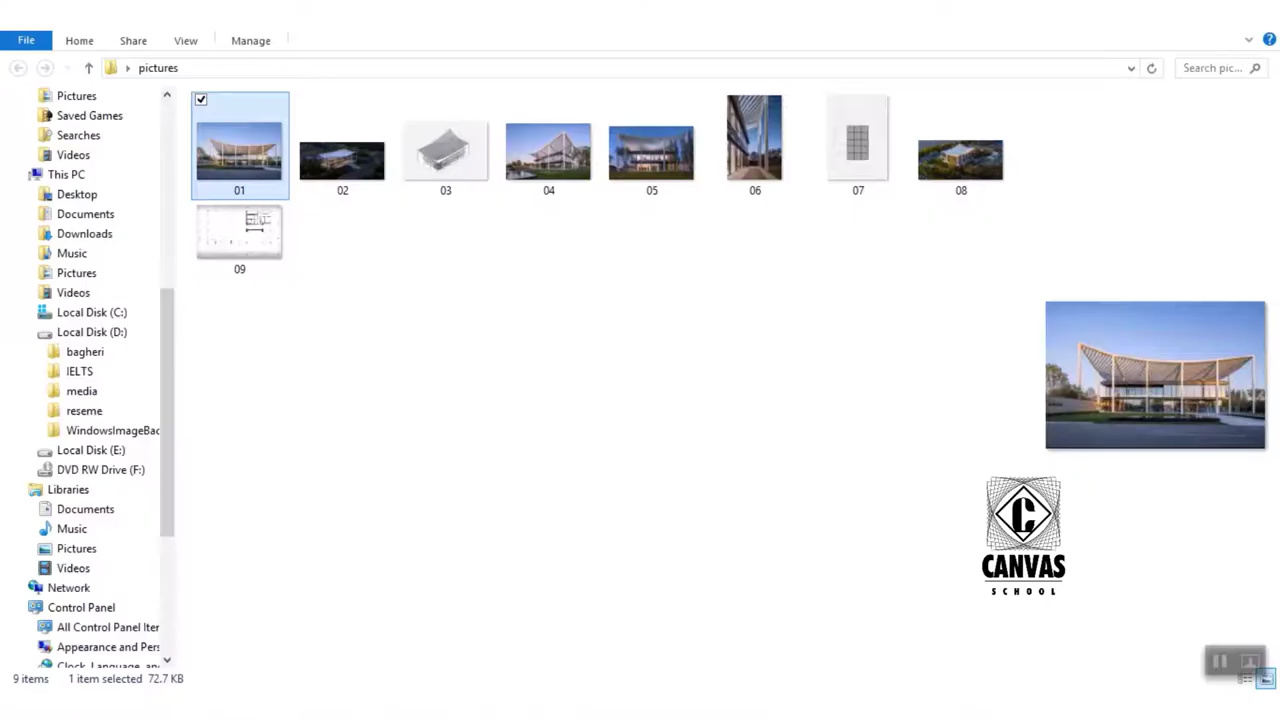 File Home Share View Manage
pictures
Search pic...
Pictures
Saved Games
Searches
Videos
This PC
Desktop
Documents
Downloads
Music
Pictures
Videos
Local Disk (C:)
Local Disk (D:)
bagheri
IELTS
media
reseme
WindowsImageBac
Local Disk (E:)
DVD RW Drive (F:)
Libraries
Documents
Music
Pictures
Videos
Network
Control Panel
All Control Panel Iter
Appearance and Pers
Clock, Language, an
01 02 03 04 05 06 07 08
09
C
CANVAS
SCHOOL
9 items 1 item selected 72.7 KB